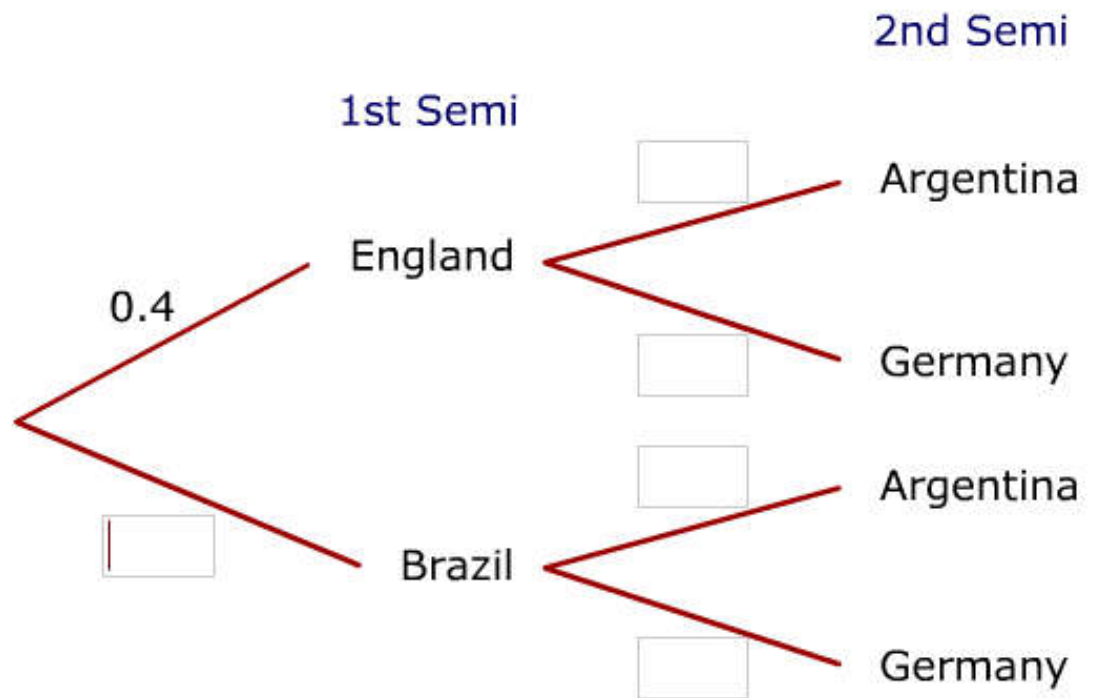 2nd Semi
1st Semi
Argentina
England
0.4
Germany
Argentina
Brazil
Germany